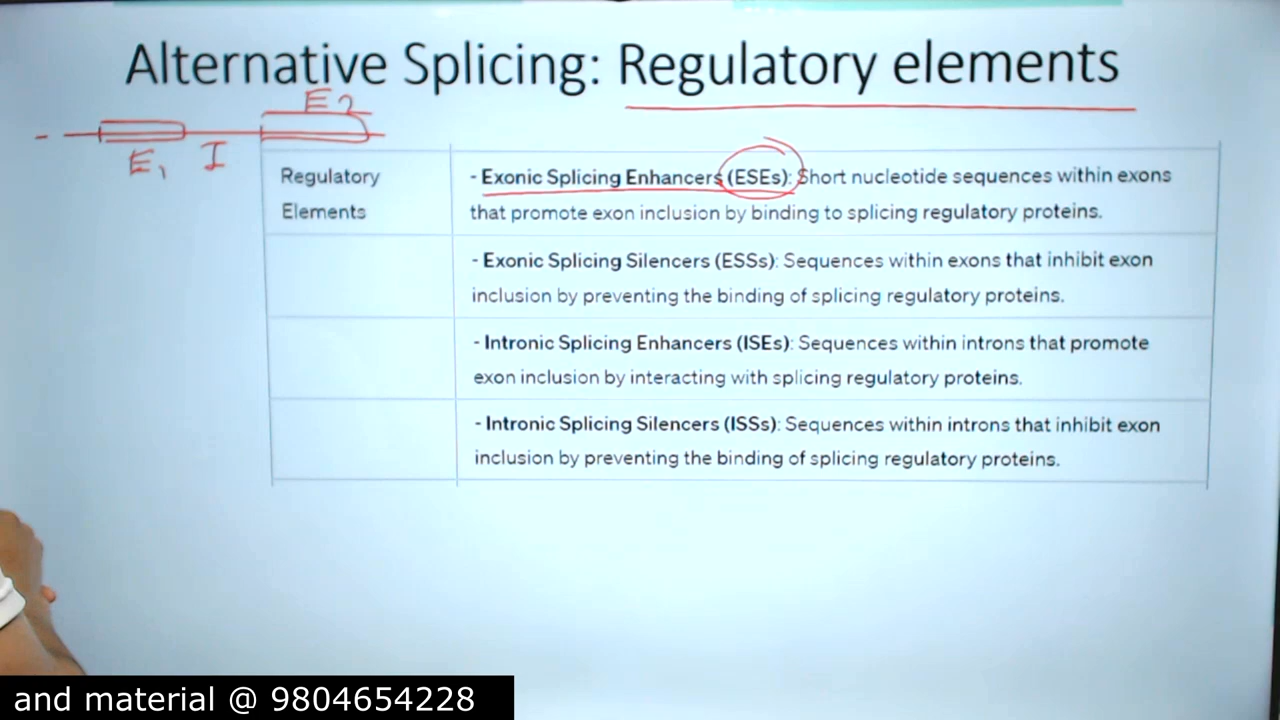 Alternative Splicing: Regulatory elements
E2
E1 I
Regulatory
Elements
- Exonic Splicing Enhancers (ESEs): Short nucleotide sequences within exons
that promote exon inclusion by binding to splicing regulatory proteins.
- Exonic Splicing Silencers (ESSs): Sequences within exons that inhibit exon
inclusion by preventing the binding of splicing regulatory proteins.
- Intronic Splicing Enhancers (ISEs): Sequences within introns that promote
exon inclusion by interacting with splicing regulatory proteins.
- Intronic Splicing Silencers (ISSs): Sequences within introns that inhibit exon
inclusion by preventing the binding of splicing regulatory proteins.
and material @ 9804654228